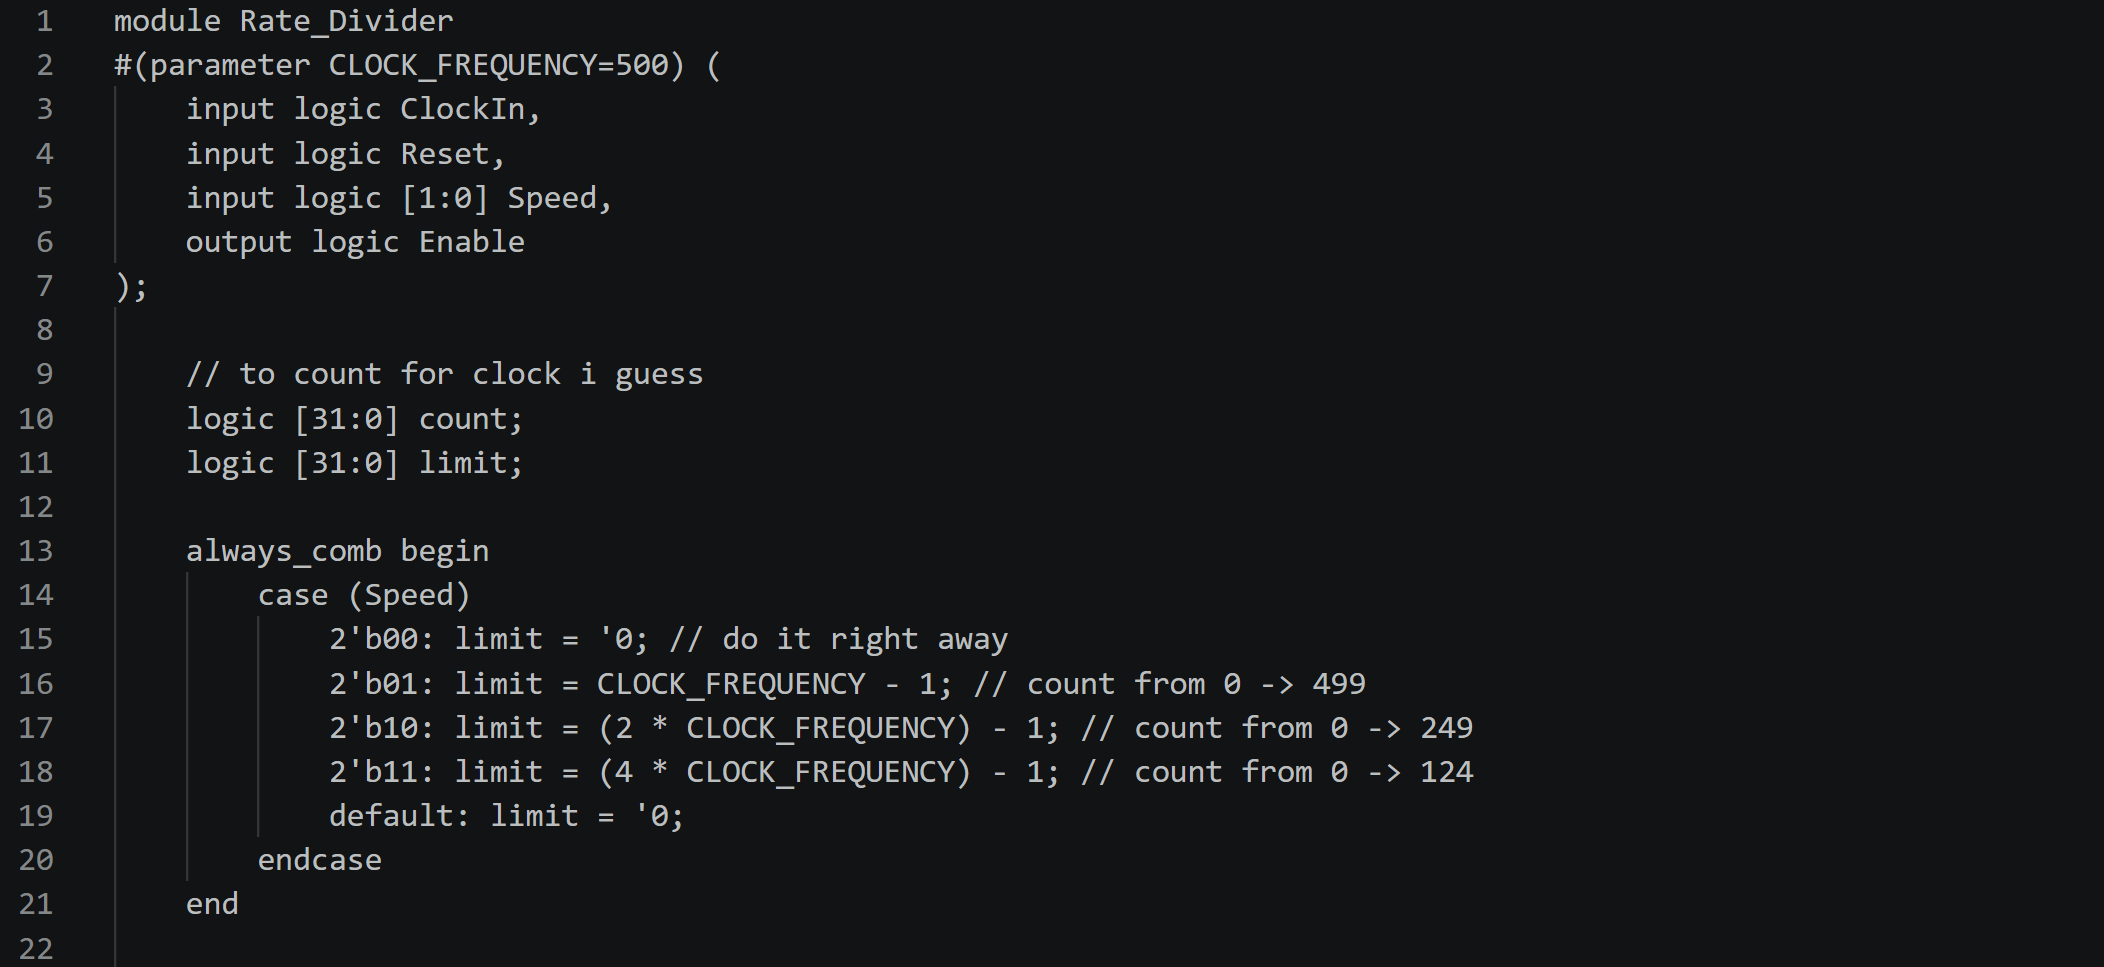 1 module Rate_Divider
2 #(parameter CLOCK_FREQUENCY=500) (
3 input logic ClockIn,
4 input logic Reset,
5 input logic [1:0] Speed,
6 output logic Enable
7 );
8
9 // to count for clock i guess
10 logic [31:0] count;
11 logic [31:0] limit;
12
13 always_comb begin
14 case (Speed)
15 2'b00: limit = '0; // do it right away
16 2'b01: limit = CLOCK_FREQUENCY - 1; // count from 0 -> 499
17 2'b10: limit = (2 * CLOCK_FREQUENCY) - 1; // count from 0 -> 249
18 2'b11: limit = (4 * CLOCK_FREQUENCY) - 1; // count from 0 -> 124
19 default: limit = '0;
20 endcase
21 end
22